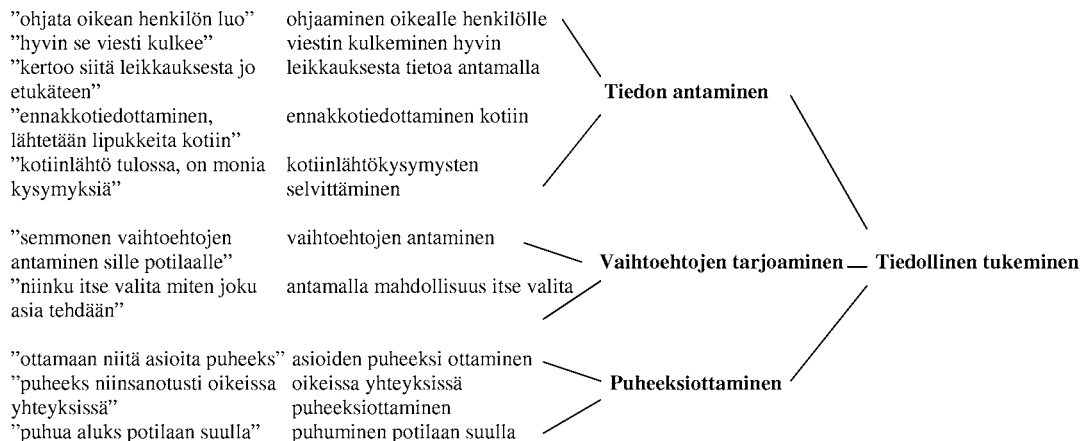 ”ohjata oikean henkilön luo” ohjaaminen oikealle henkilölle
”hyvin se viesti kulkee” viestin kulkeminen hyvin
”kertoo siitä leikkauksesta jo leikkauksesta tietoa antamalla
etukäteen”
Tiedon antaminen
”ennakkotiedottaminen, ennakkotiedottaminen kotiin
lähtetään lipukkeita kotiin”
”kotiinlähtö tulossa, on monia kotiinlähtökysymysten
kysymyksiä” selvittäminen
”semmonen vaihtoehtojen vaihtoehtojen antaminen
antaminen sille potilaalle”
Vaihtoehtojen tarjoaminen Tiedollinen tukeminen
”niinku itse valita miten joku antamalla mahdollisuus itse valita
asia tehdään”
”ottamaan niitä asioita puheeks” asioiden puheeksi ottaminen
”puheeks niinsanotusti oikeissa oikeissa yhteyksissä
Puheeksiottaminen
yhteyksissä” puheeksiottaminen
”puhua aluks potilaan suulla” puhuminen potilaan suulla